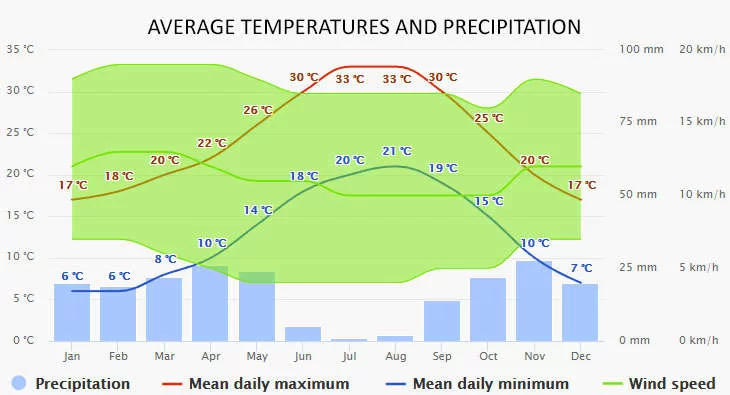 AVERAGE TEMPERATURES AND PRECIPITATION
35 °C 100 mm 20 km/h
30 °C 75 mm 15 km/h
25 °C 50 mm 10 km/h
20 °C 25 mm 5 km/h
15 °C 0 mm 0 km/h
10 °C
5 °C
0 °C
17 °C 18 °C 20 °C 22 °C 26 °C 30 °C 33 °C 33 °C 30 °C 25 °C 20 °C 17 °C
6 °C 6 °C 8 °C 10 °C 14 °C 18 °C 20 °C 21 °C 19 °C 15 °C 10 °C 7 °C
Jan Feb Mar Apr May Jun Jul Aug Sep Oct Nov Dec
Precipitation Mean daily maximum Mean daily minimum Wind speed